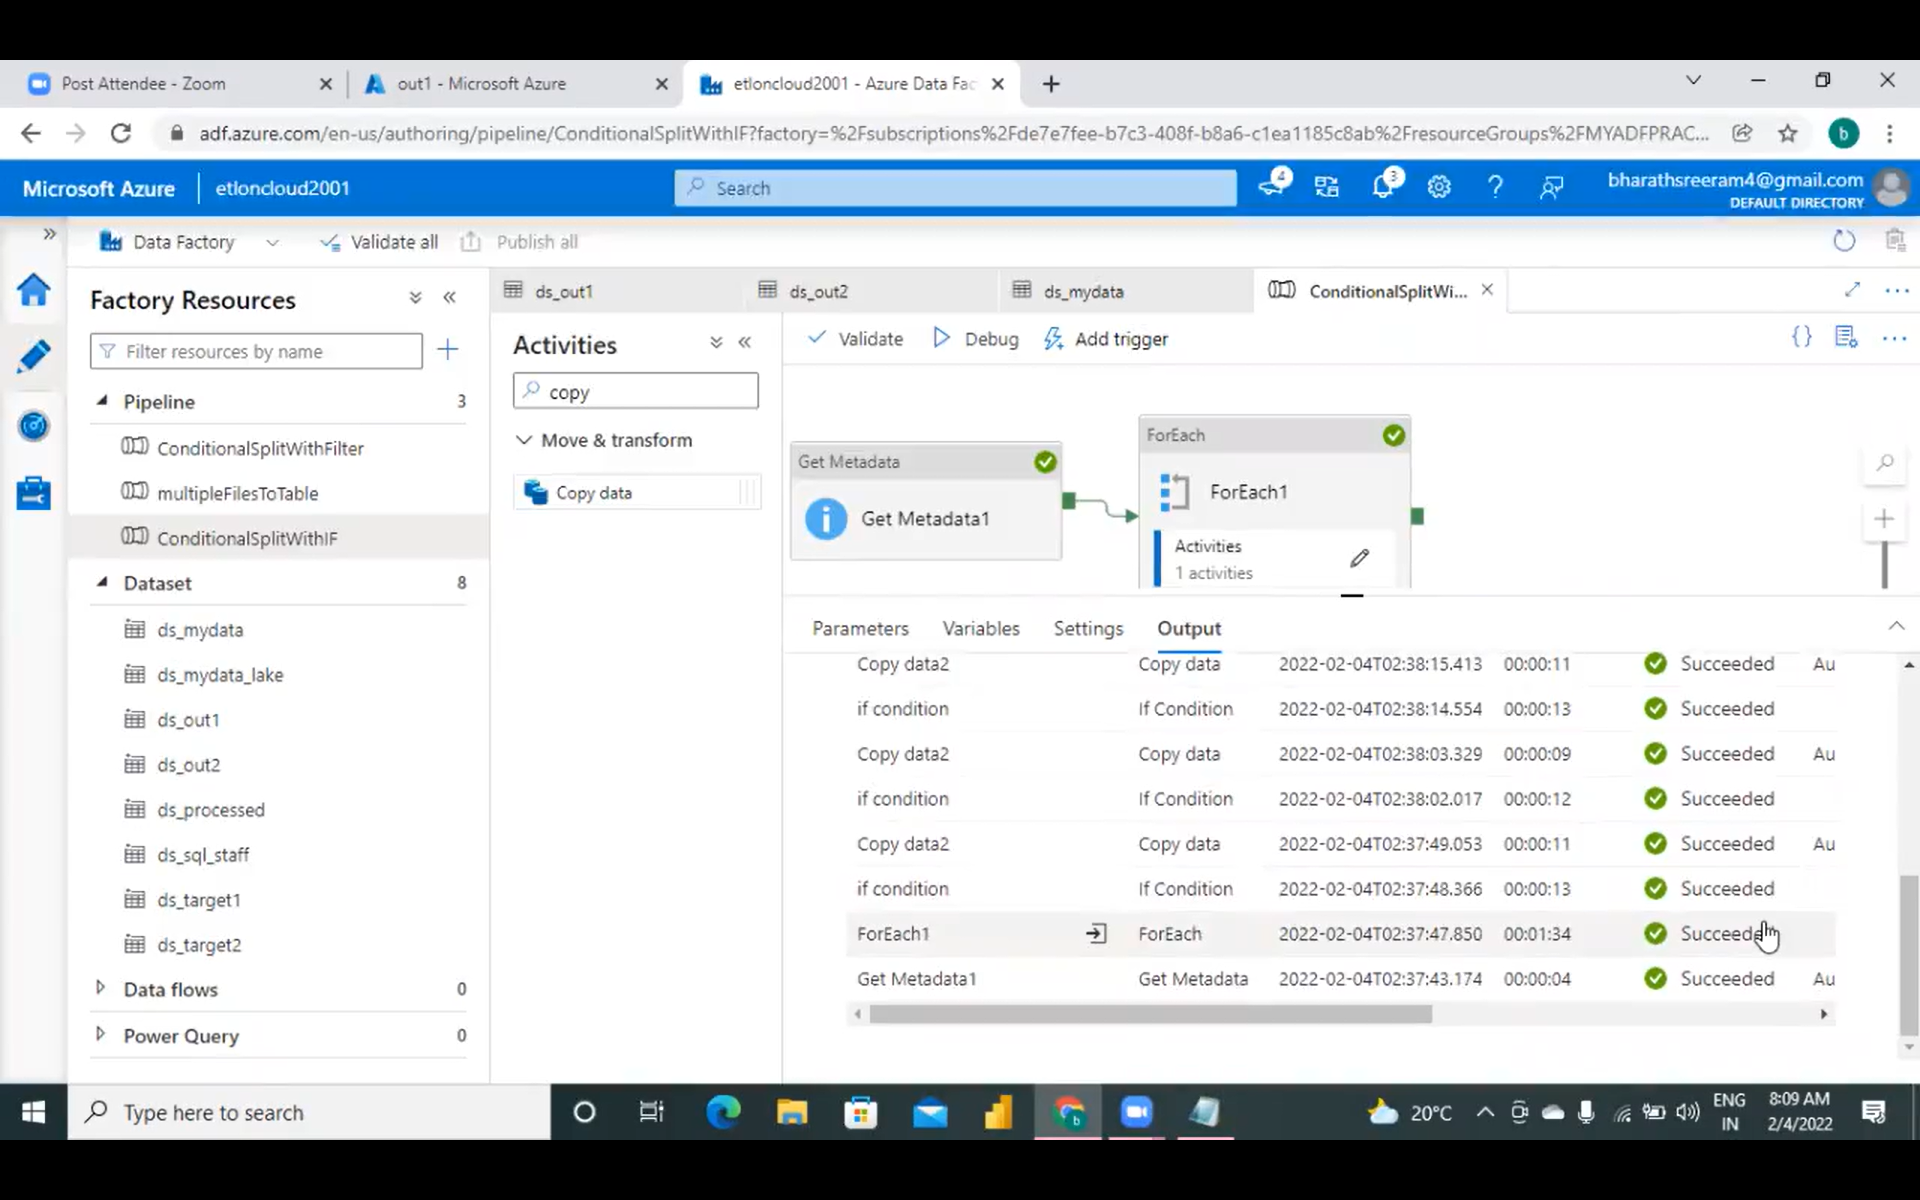 Post Attendee - Zoom
out1 - Microsoft Azure
etloncloud2001 - Azure Data Fac
adf.azure.com/en-us/authoring/pipeline/ConditionalSplitWithIF?factory=%2Fsubscriptions%2Fde7e7fee-b7c3-408f-b8a6-c1ea1185c8ab%2FresourceGroups%2FMYADFPRAC...
b
Microsoft Azure
etloncloud2001
Search
4
3
bharathsreeram4@gmail.com
DEFAULT DIRECTORY
Data Factory
Validate all
Publish all
Factory Resources
Filter resources by name
Pipeline 3
ConditionalSplitWithFilter
multipleFilesToTable
ConditionalSplitWithIF
Dataset 8
ds_mydata
ds_mydata_lake
ds_out1
ds_out2
ds_processed
ds_sql_staff
ds_target1
ds_target2
Data flows 0
Power Query 0
ds_out1
ds_out2
ds_mydata
ConditionalSplitWi...
Activities
copy
Move & transform
Copy data
Validate
Debug
Add trigger
Get Metadata
Get Metadata1
ForEach
ForEach1
Activities
1 activities
Parameters Variables Settings Output
Copy data2 Copy data 2022-02-04T02:38:15.413 00:00:11 Succeeded Au
if condition If Condition 2022-02-04T02:38:14.554 00:00:13 Succeeded
Copy data2 Copy data 2022-02-04T02:38:03.329 00:00:09 Succeeded Au
if condition If Condition 2022-02-04T02:38:02.017 00:00:12 Succeeded
Copy data2 Copy data 2022-02-04T02:37:49.053 00:00:11 Succeeded Au
if condition If Condition 2022-02-04T02:37:48.366 00:00:13 Succeeded
ForEach1 ForEach 2022-02-04T02:37:47.850 00:01:34 Succeeded
Get Metadata1 Get Metadata 2022-02-04T02:37:43.174 00:00:04 Succeeded Au
Type here to search
20°C
ENG
IN
8:09 AM
2/4/2022